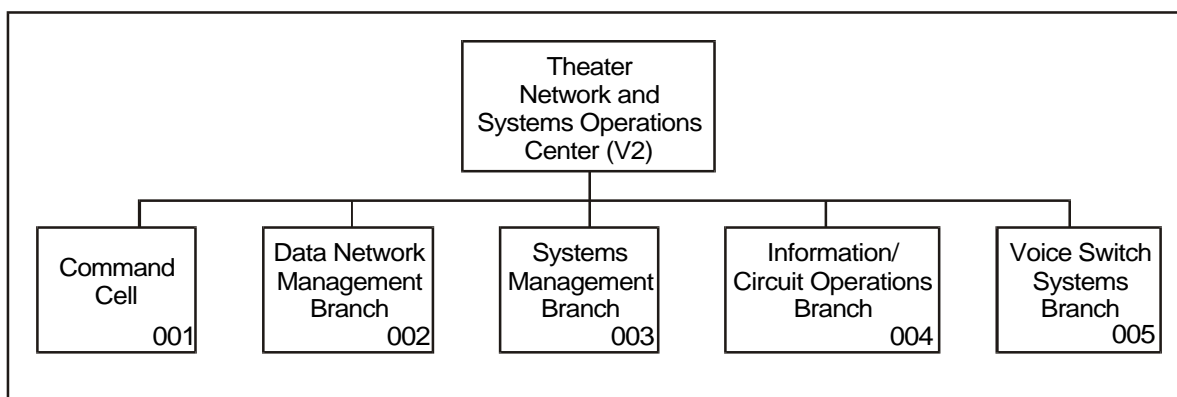 Theater
Network and
Systems Operations
Center (V2)
Command
Cell
001
Data Network
Management
Branch
002
Systems
Management
Branch
003
Information/
Circuit Operations
Branch
004
Voice Switch
Systems
Branch
005